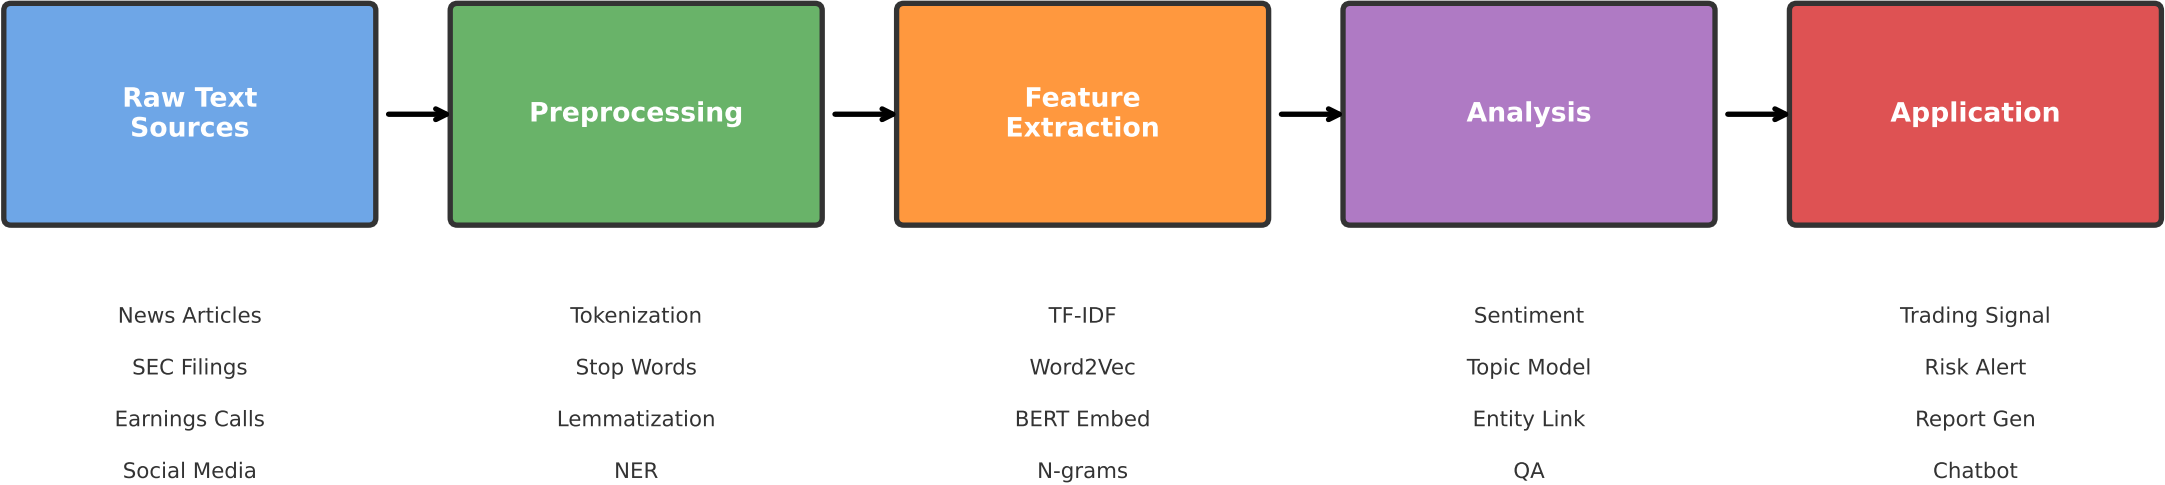 Raw Text
Sources
Preprocessing
Feature
Extraction
Analysis
Application
News Articles
SEC Filings
Earnings Calls
Social Media
Tokenization
Stop Words
Lemmatization
NER
TF-IDF
Word2Vec
BERT Embed
N-grams
Sentiment
Topic Model
Entity Link
QA
Trading Signal
Risk Alert
Report Gen
Chatbot